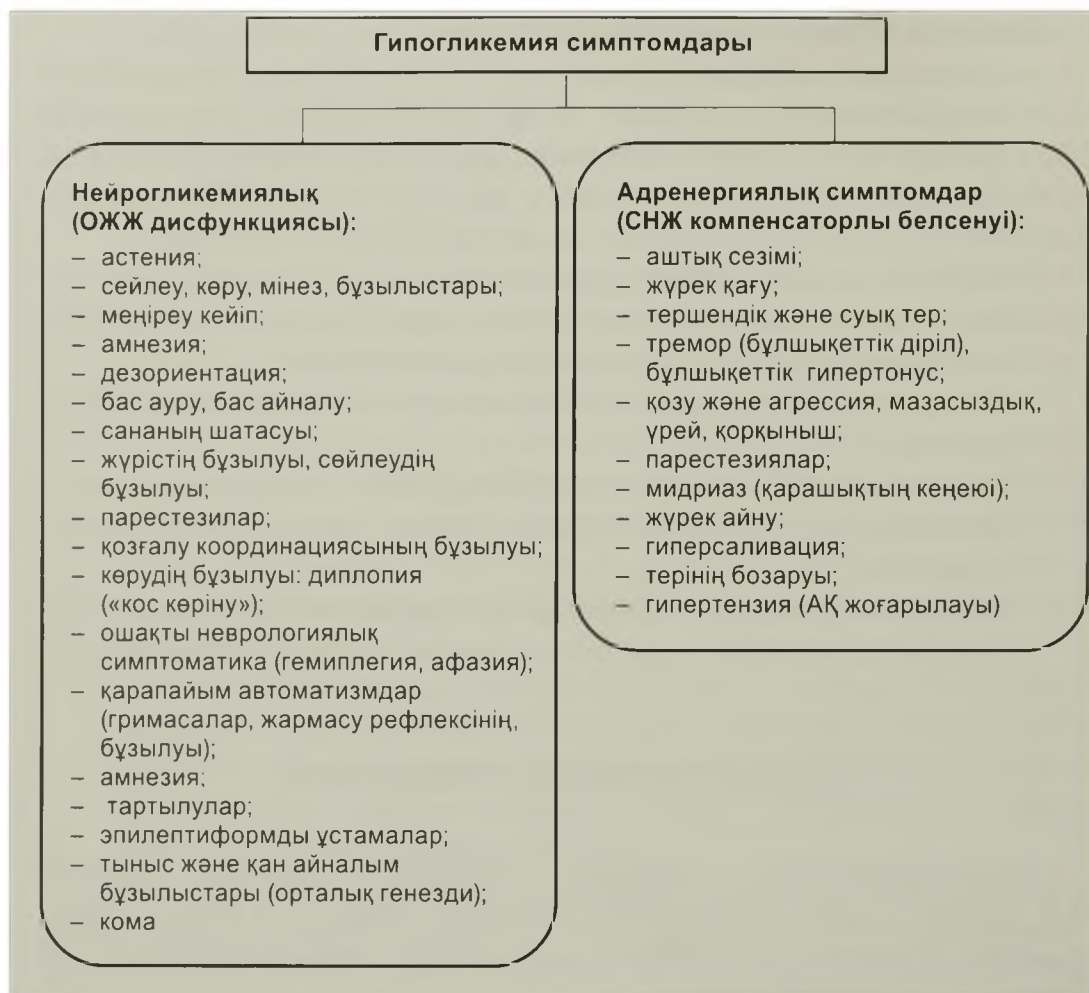 Гипогликемия симптомдары
Нейрогликемиялық
(ОЖЖ дисфункциясы):
– астения;
– сейлеу, көру, мінез, бұзылыстары;
– меңіреу кейіп;
– амнезия;
– дезориентация;
– бас ауру, бас айналу;
– сананың шатасуы;
– жүрістің бұзылуы, сөйлеудің
бұзылуы;
– парестезилар;
– қозғалу координациясының бұзылуы;
– көрудің бұзылуы: диплопия
(«кос көріну»);
– ошақты неврологиялық
симптоматика (гемиплегия, афазия);
– қарапайым автоматизмдар
(гримасалар, жармасу рефлексінің,
бұзылуы);
– амнезия;
– тартылулар;
– эпилептиформды ұстамалар;
– тыныс және қан айналым
бұзылыстары (орталық генезди);
– кома
Адренергиялық симптомдар
(СНЖ компенсаторлы белсенуі):
– аштық сезімі;
– жүрек қағу;
– тершендік және суық тер;
– тремор (бұлшықеттік діріл),
бұлшықеттік гипертонус;
– қозу және агрессия, мазасыздық,
үрей, қорқыныш;
– парестезиялар;
– мидриаз (қарашықтың кеңеюі);
– жүрек айну;
– гиперсаливация;
– терінің бозаруы;
– гипертензия (АҚ жоғарылауы)